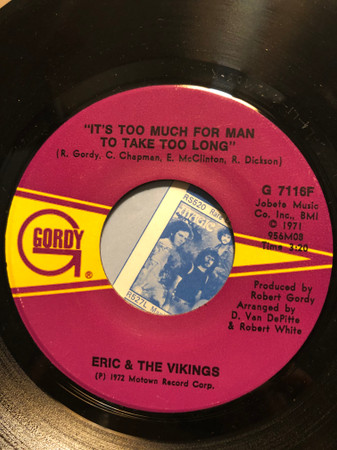 "IT'S TOO MUCH FOR MAN
TO TAKE TOO LONG"
(R. Gordy, C. Chapman, E. McClinton, R. Dickson)
G 7116F
Jobete Music
Co. Inc., BMI
© 1971
956M08
Time 3:20
GORDY
G
®
RS520
Produced by
Robert Gordy
Arranged by
D. Van DePitte
& Robert White
ERIC & THE VIKINGS
(P) 1972 Motown Record Corp.